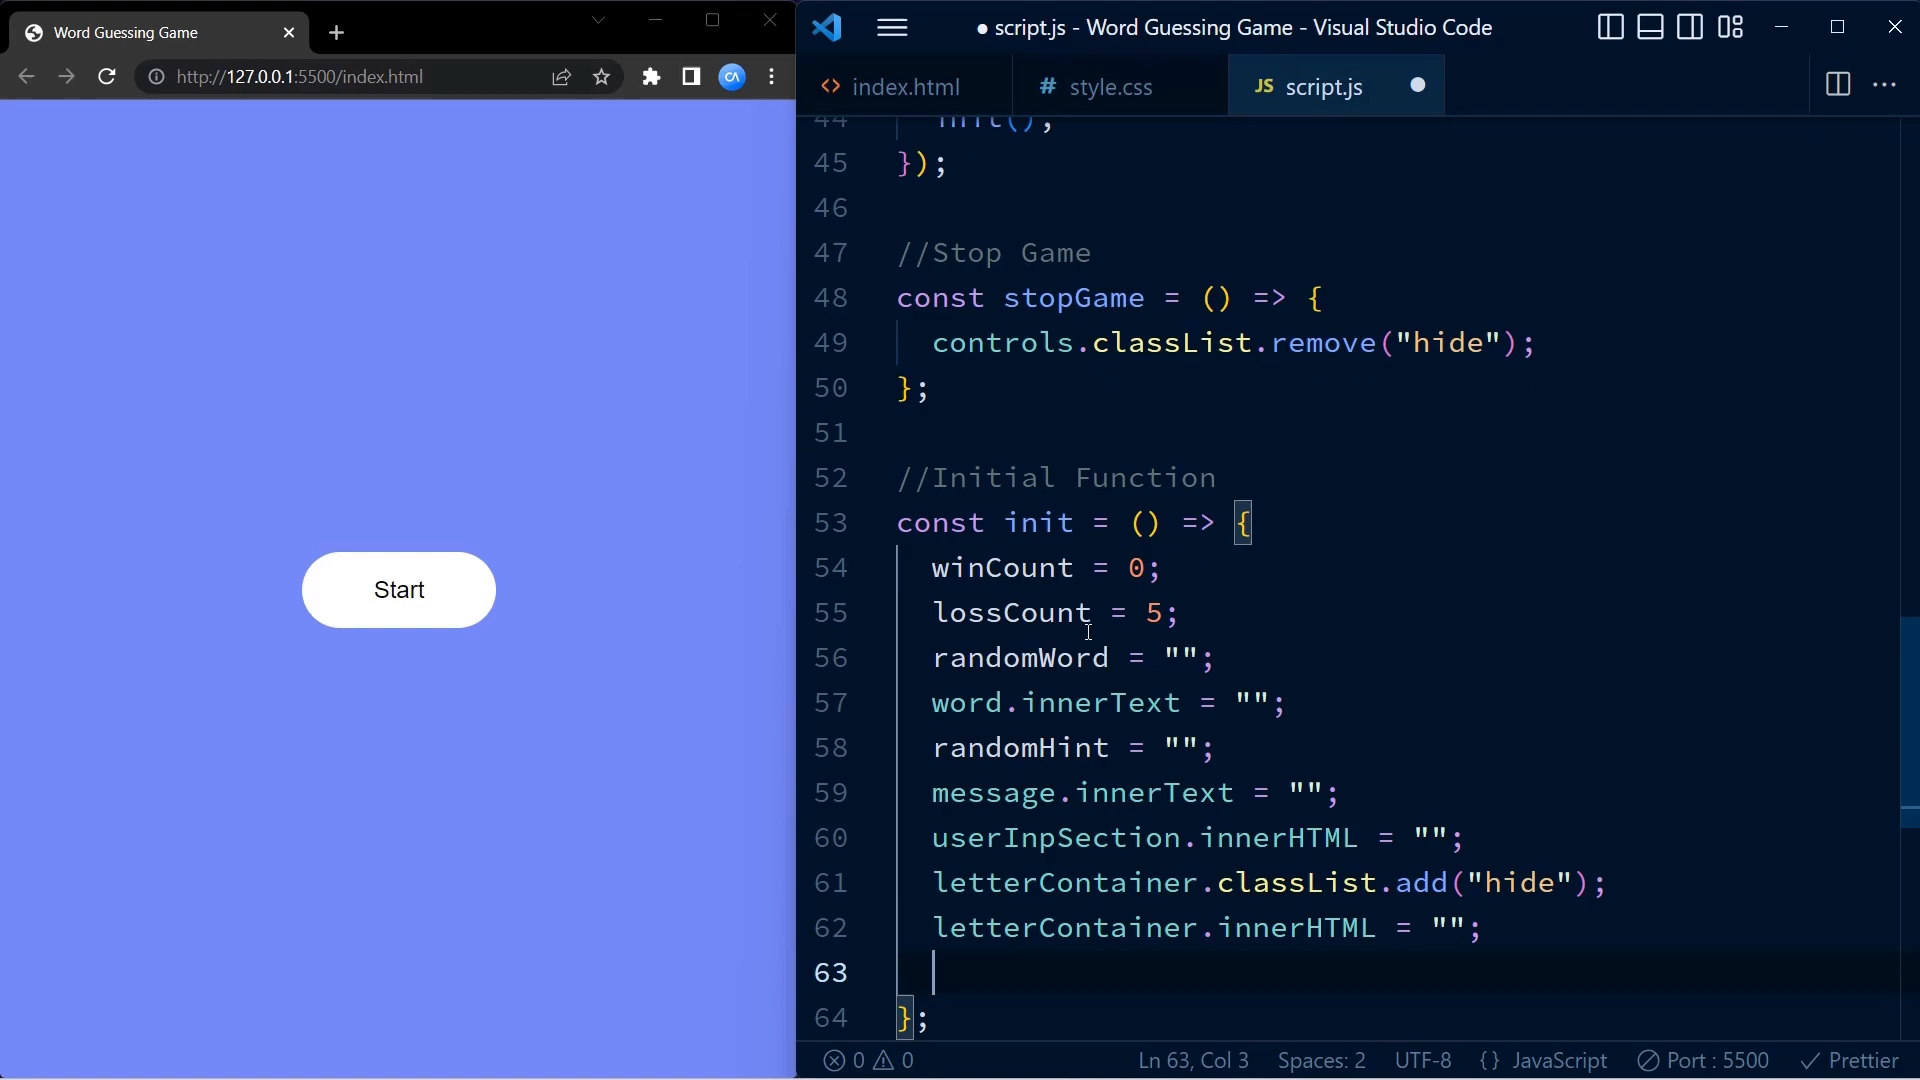 Word Guessing Game
http://127.0.0.1:5500/index.html
CA
Start
● script.js - Word Guessing Game - Visual Studio Code
<> index.html
# style.css
JS script.js ●
44 init();
45 });
46
47 //Stop Game
48 const stopGame = () => {
49 controls.classList.remove("hide");
50 };
51
52 //Initial Function
53 const init = () => {
54 winCount = 0;
55 lossCount = 5;
56 randomWord = "";
57 word.innerText = "";
58 randomHint = "";
59 message.innerText = "";
60 userInpSection.innerHTML = "";
61 letterContainer.classList.add("hide");
62 letterContainer.innerHTML = "";
63
64 };
0 0 Ln 63, Col 3 Spaces: 2 UTF-8 {} JavaScript Port : 5500 Prettier